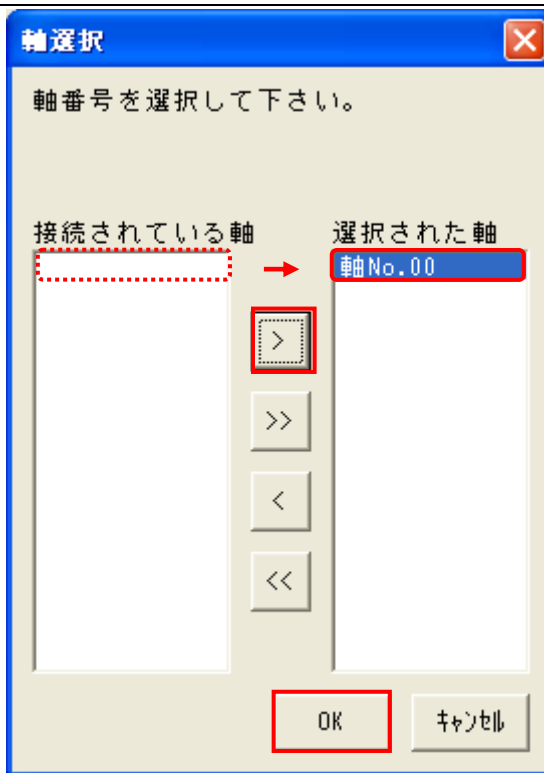 軸選択
軸番号を選択して下さい。
接続されている軸
選択された軸
軸No.00
>
>>
<
<<
OK
キャンセル